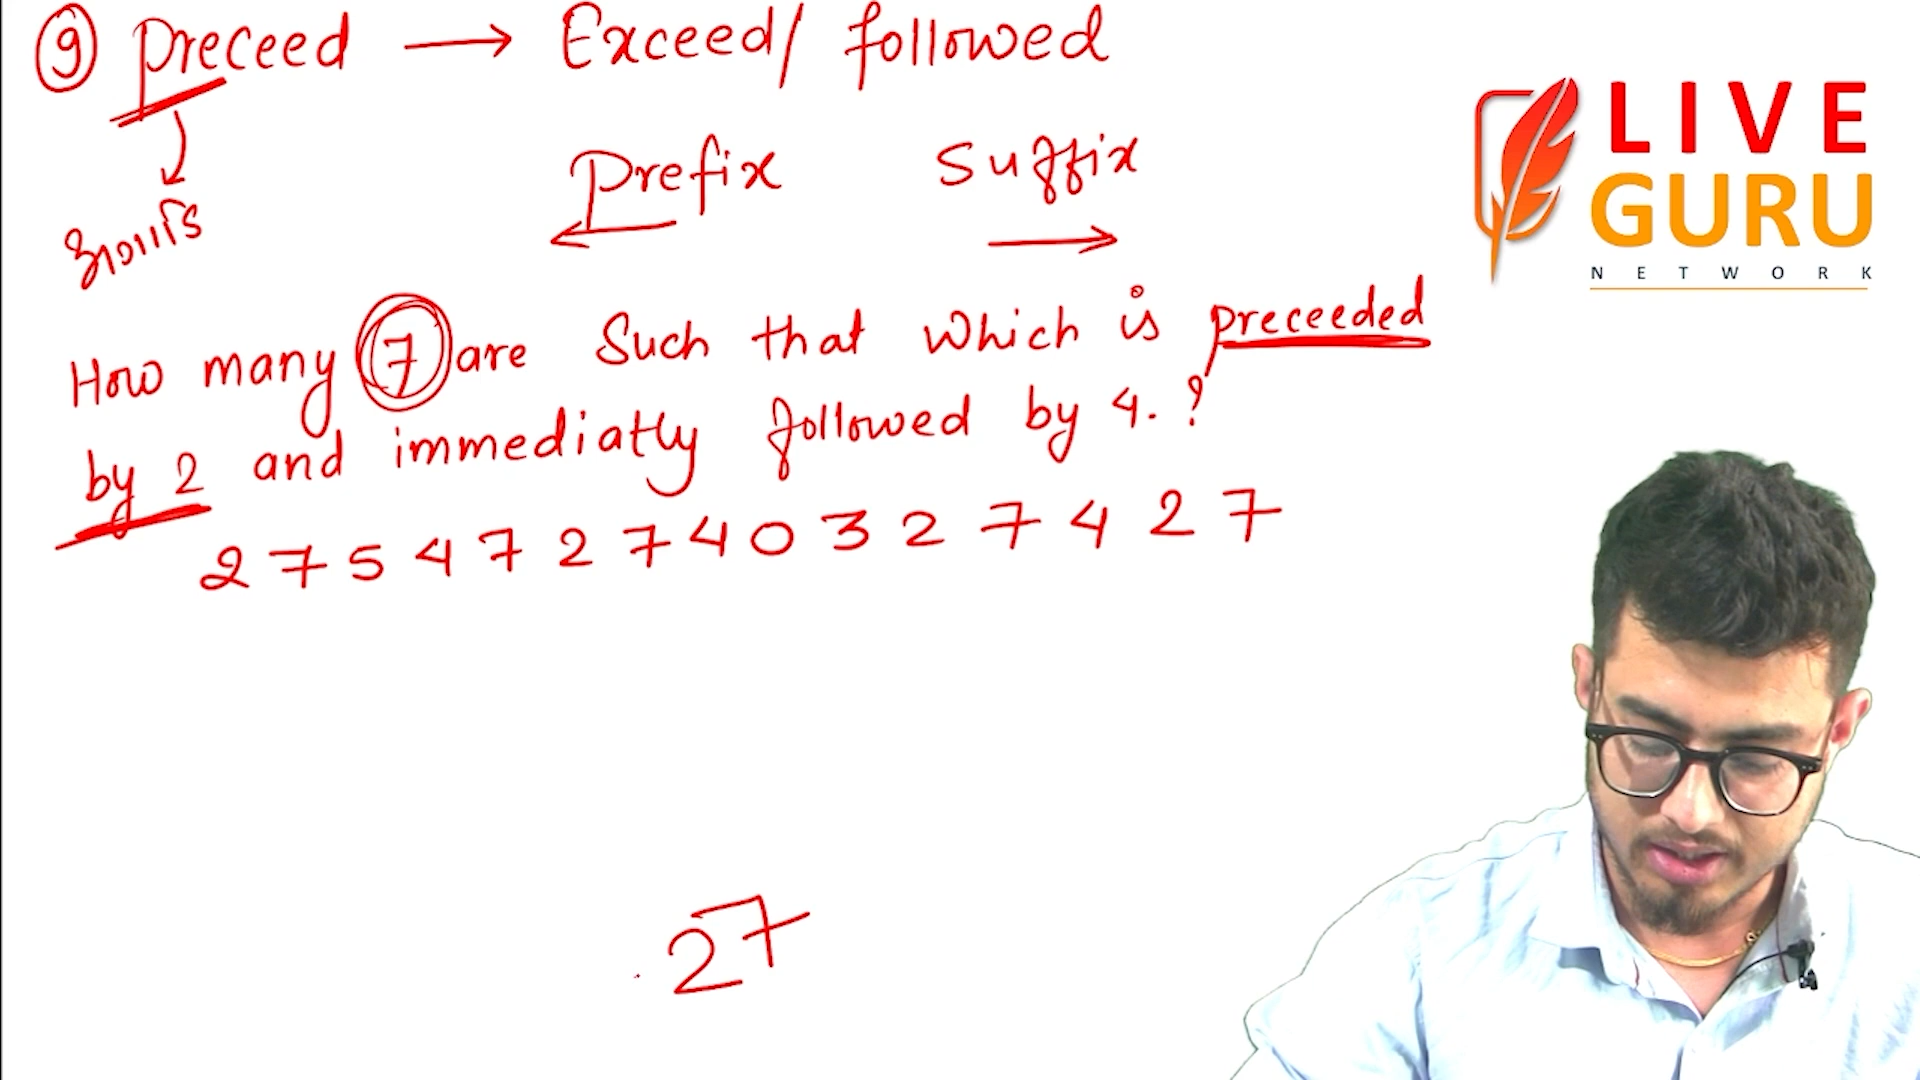 9 Preceed → Exceed/ followed
Prefix Suffix
How many 7 are Such that which is preceeded
by 2 and immediatly followed by 4. ?
2 7 5 4 7 2 7 4 0 3 2 7 4 2 7
27
LIVE
GURU
NETWORK